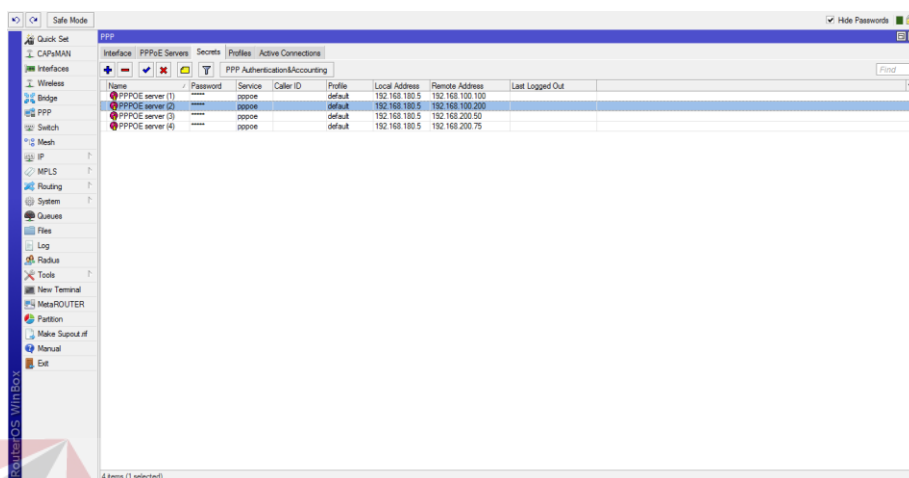 Safe Mode
Hide Passwords
Quick Set
CAPsMAN
Interfaces
Wireless
Bridge
PPP
Switch
Mesh
IP
MPLS
Routing
System
Queues
Files
Log
Radius
Tools
New Terminal
MetaROUTER
Partition
Make Supout.rif
Manual
Exit
RouterOS WinBox
PPP
Interface PPPoE Servers Secrets Profiles Active Connections
PPP Authentication&Accounting
Find
Name Password Service Caller ID Profile Local Address Remote Address Last Logged Out
PPPOE server (1) ***** pppoe default 192.168.180.5 192.168.100.100
PPPOE server (2) ***** pppoe default 192.168.180.5 192.168.100.200
PPPOE server (3) ***** pppoe default 192.168.180.5 192.168.200.50
PPPOE server (4) ***** pppoe default 192.168.180.5 192.168.200.75
4 items (1 selected)